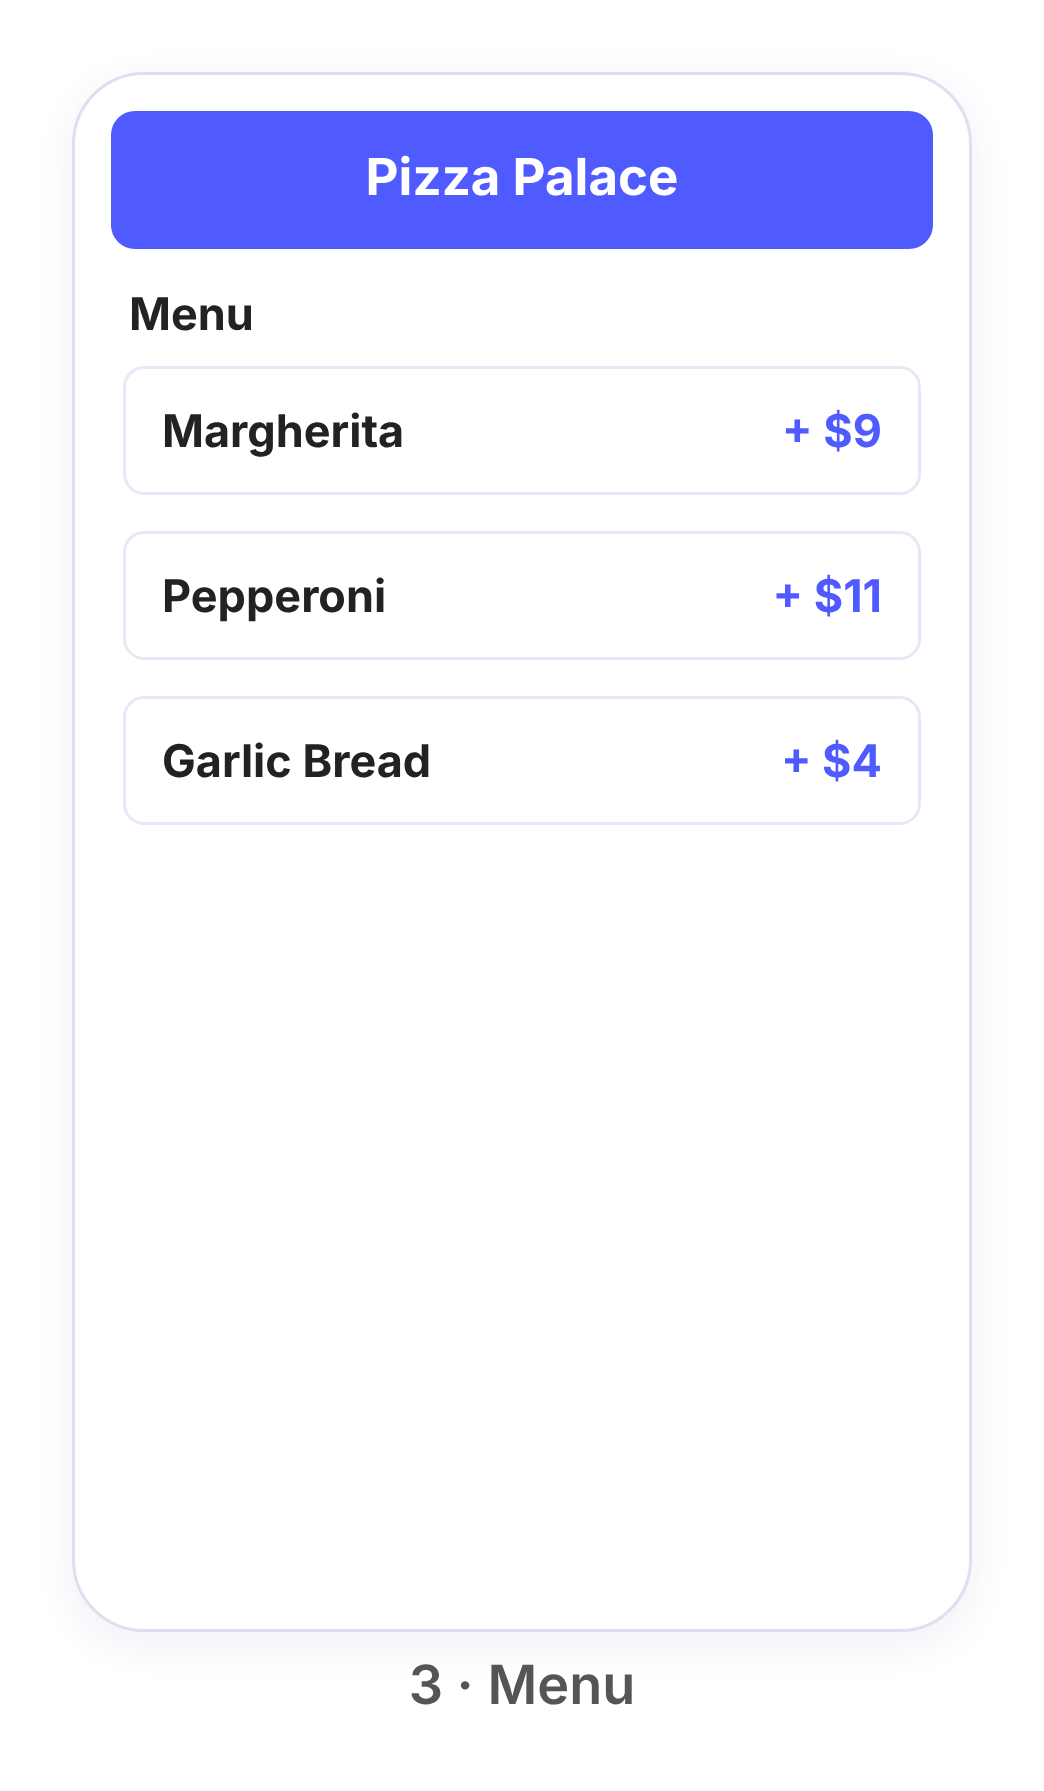 Pizza Palace
Menu
Margherita + $9
Pepperoni + $11
Garlic Bread + $4
3 · Menu